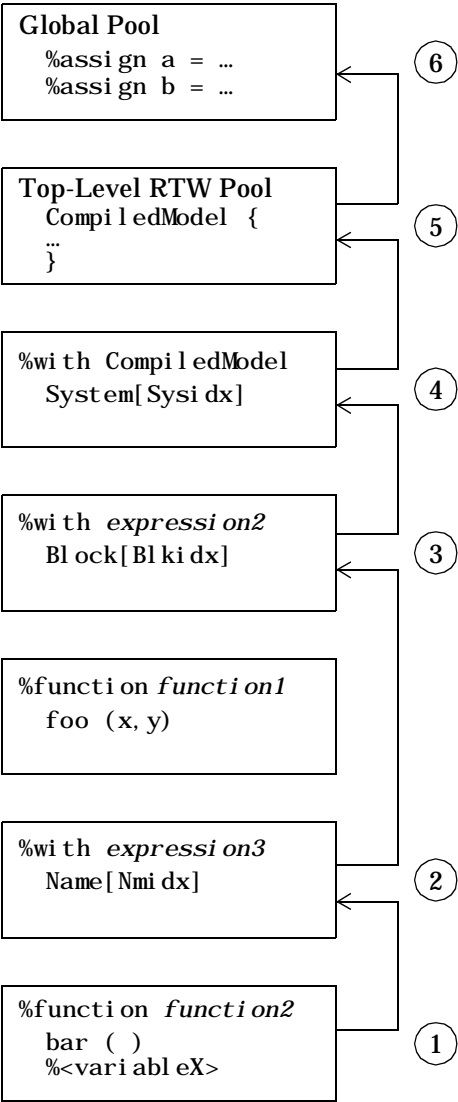 Global Pool
%assign a = …
%assign b = …
6
Top-Level RTW Pool
CompiledModel {
…
}
5
%with CompiledModel
System[Sysidx]
4
%with expression2
Block[Blkidx]
3
%function function1
foo (x,y)
%with expression3
Name[Nmidx]
2
%function function2
bar ( )
%<variableX>
1